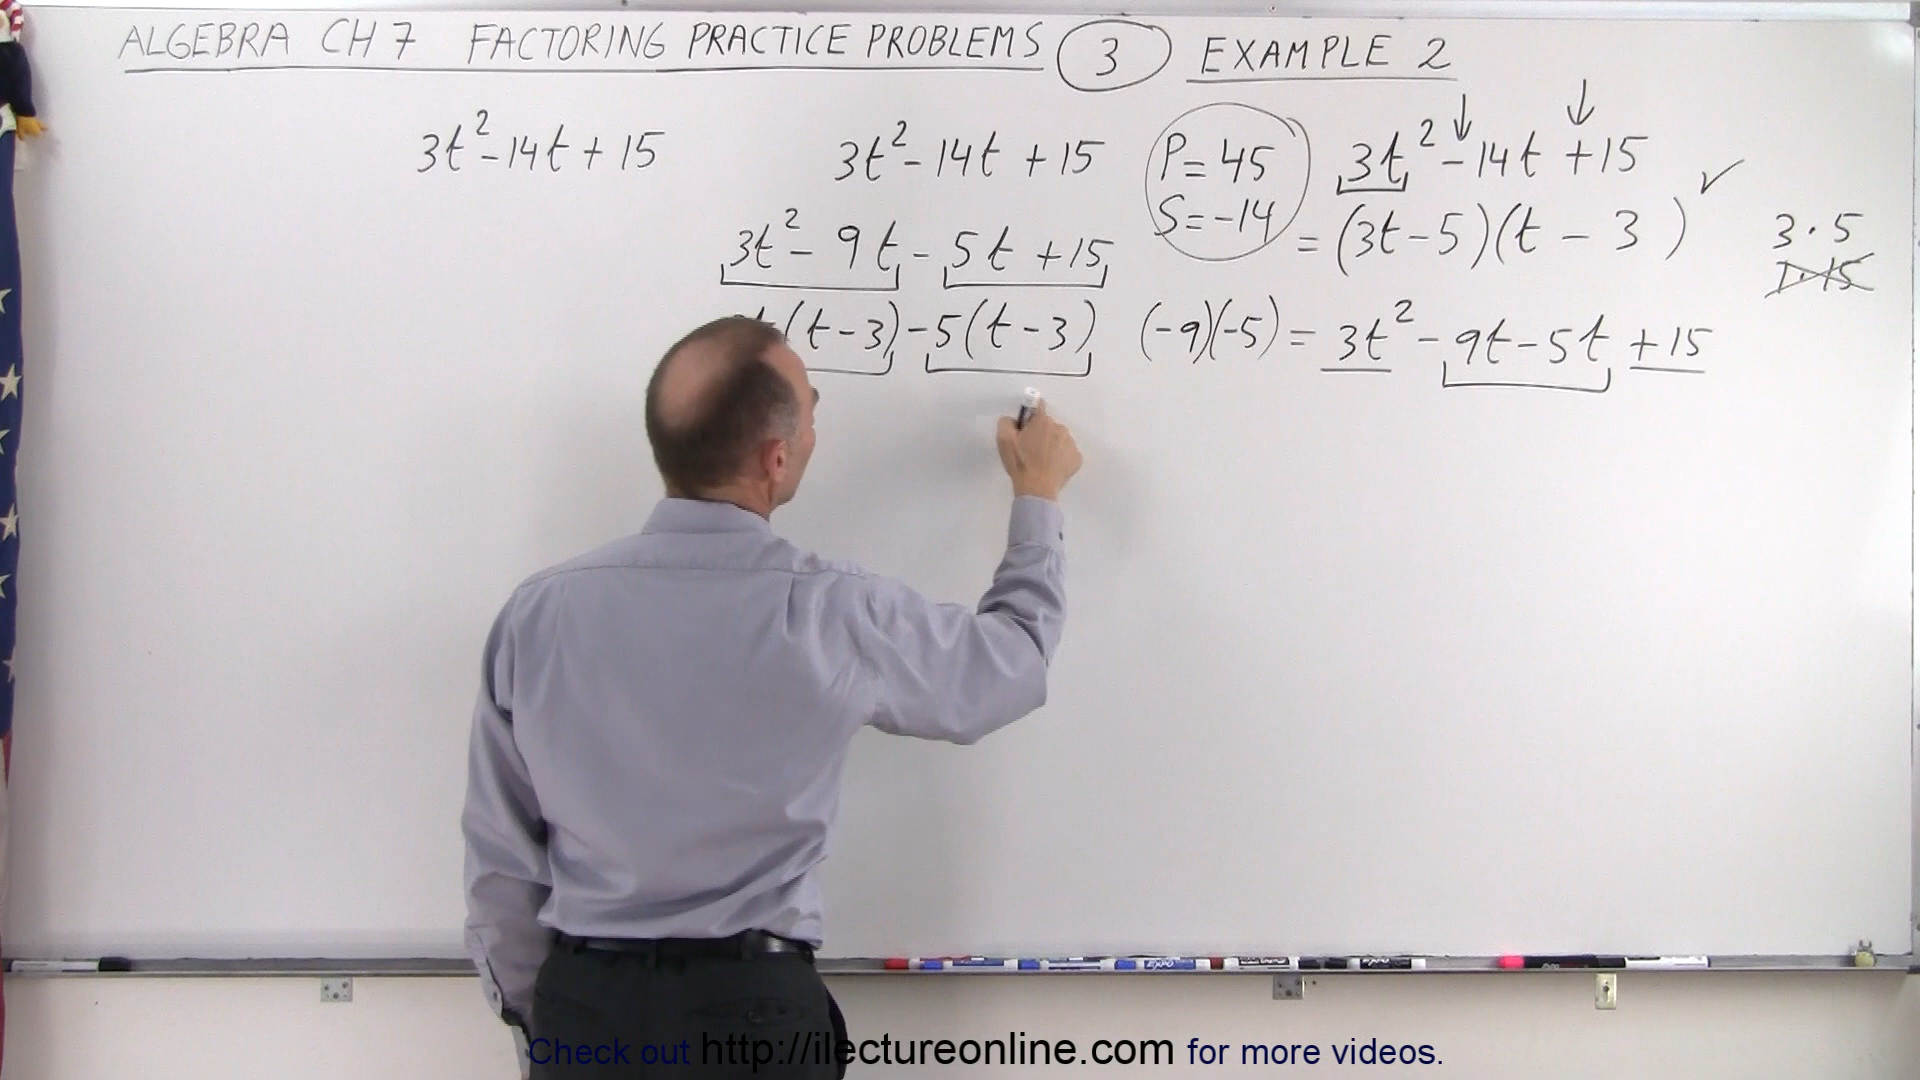 ALGEBRA CH 7 FACTORING PRACTICE PROBLEMS 3 EXAMPLE 2
3t²-14t+15
3t²-14t+15
3t²-9t-5t+15
(t-3)-5(t-3)
P=45
S=-14
(-9)(-5)
3t²-14t+15
=(3t-5)(t-3) ✓
=3t²-9t-5t+15
3·5
1·15
EXPO
Check out http://ilectureonline.com for more videos.